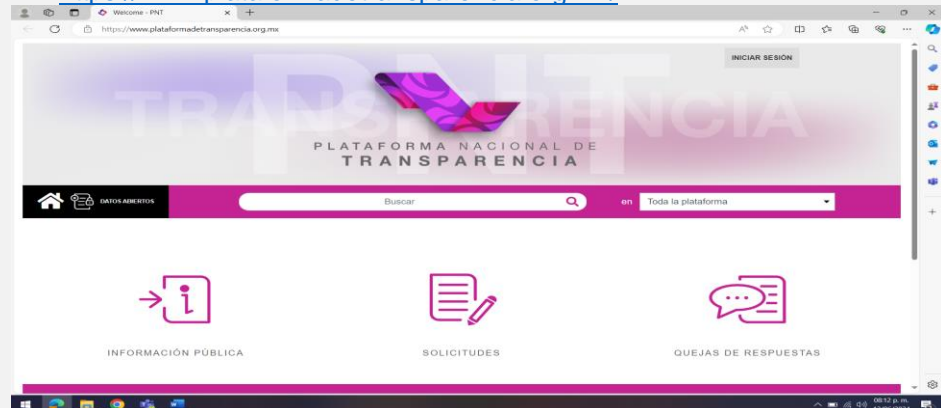 Welcome - PNT
https://www.plataformadetransparencia.org.mx
INICIAR SESIÓN
PNT
TRANSPARENCIA
PLATAFORMA NACIONAL DE
TRANSPARENCIA
DATOS ABIERTOS
Buscar
en
Toda la plataforma
INFORMACIÓN PÚBLICA
SOLICITUDES
QUEJAS DE RESPUESTAS
08:12 p. m.